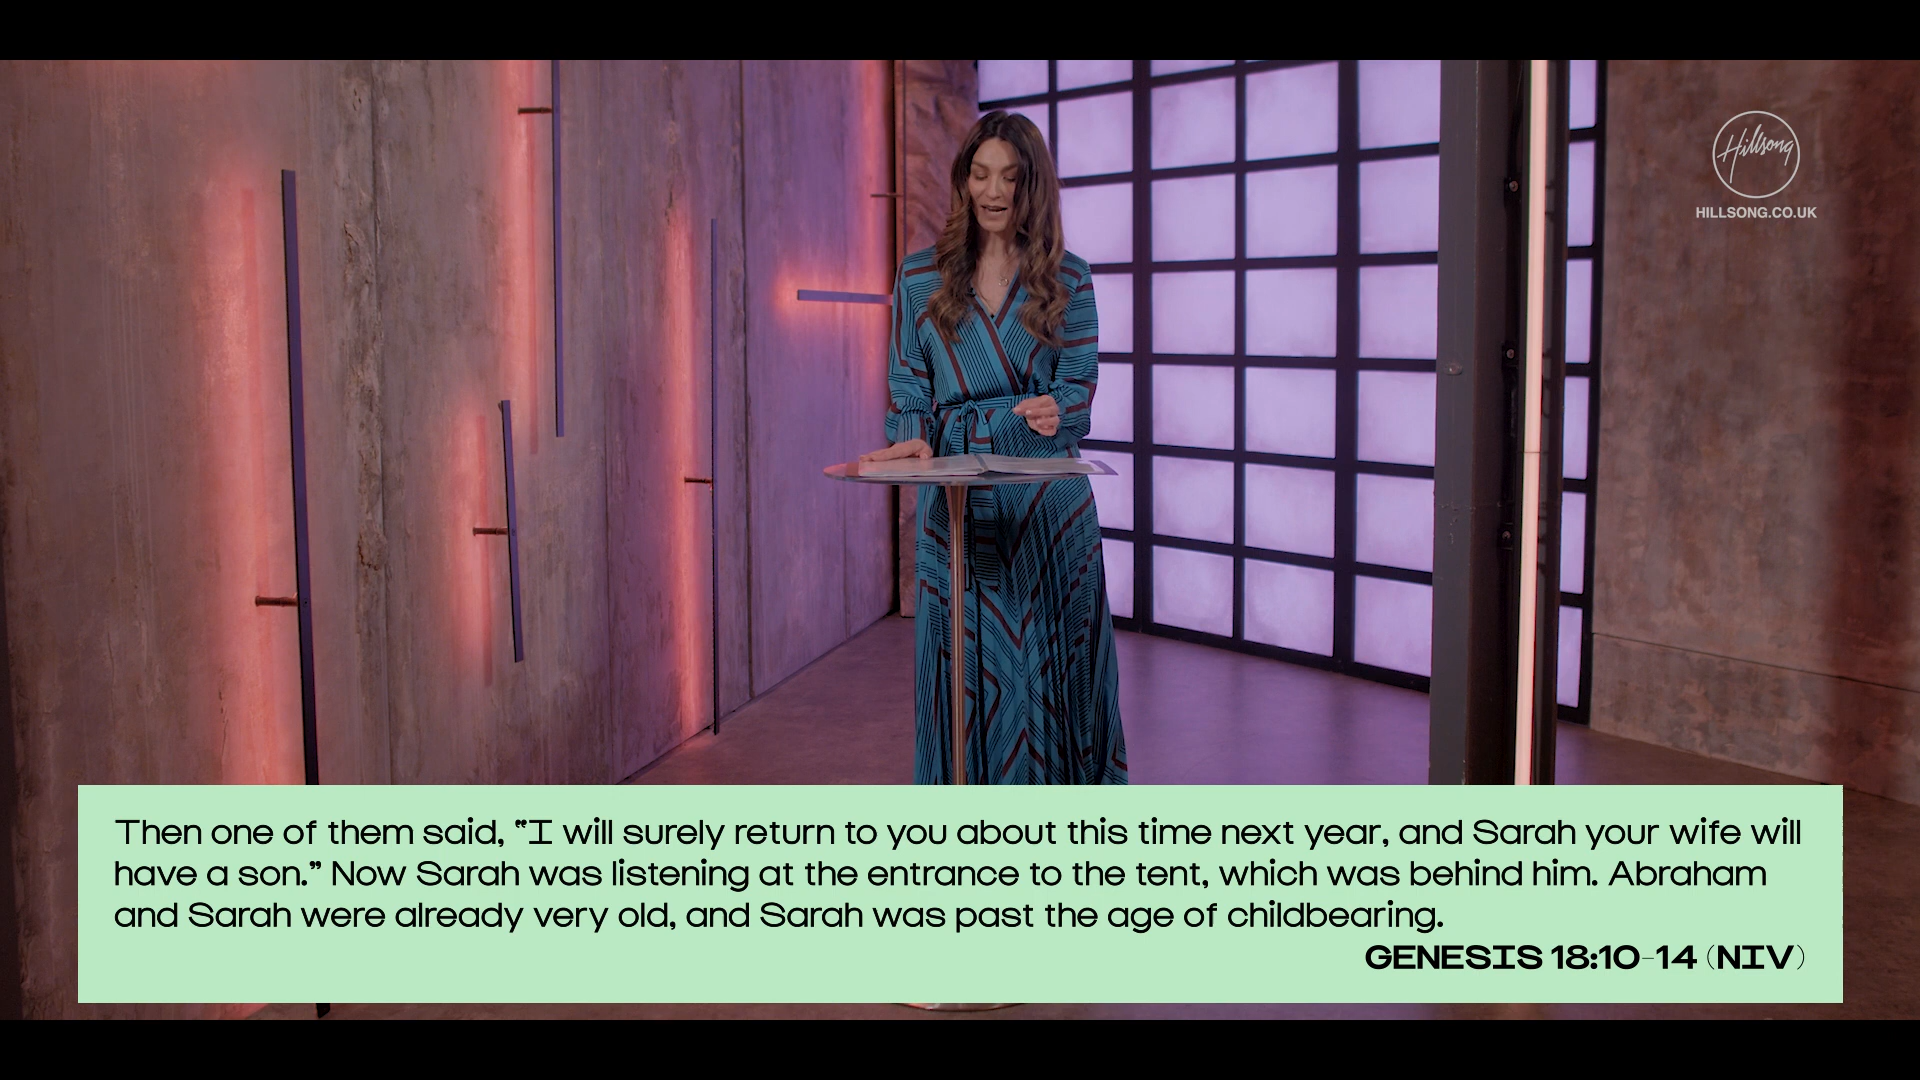 Hillsong
HILLSONG.CO.UK
Then one of them said, “I will surely return to you about this time next year, and Sarah your wife will
have a son.” Now Sarah was listening at the entrance to the tent, which was behind him. Abraham
and Sarah were already very old, and Sarah was past the age of childbearing.
GENESIS 18:10-14 (NIV)